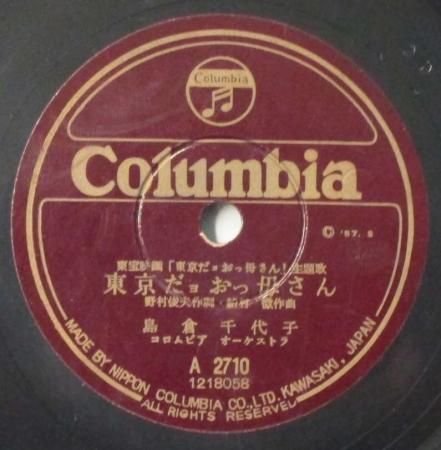 Columbia
Columbia
© '57. 5
東宝映画「東京だョおっ母さん」主題歌
東京だョおっ母さん
野村俊夫作詞・船村 徹作曲
島倉千代子
コロムビア オーケストラ
A 2710
1218058
MADE BY NIPPON COLUMBIA CO., LTD. KAWASAKI, JAPAN
ALL RIGHTS RESERVED